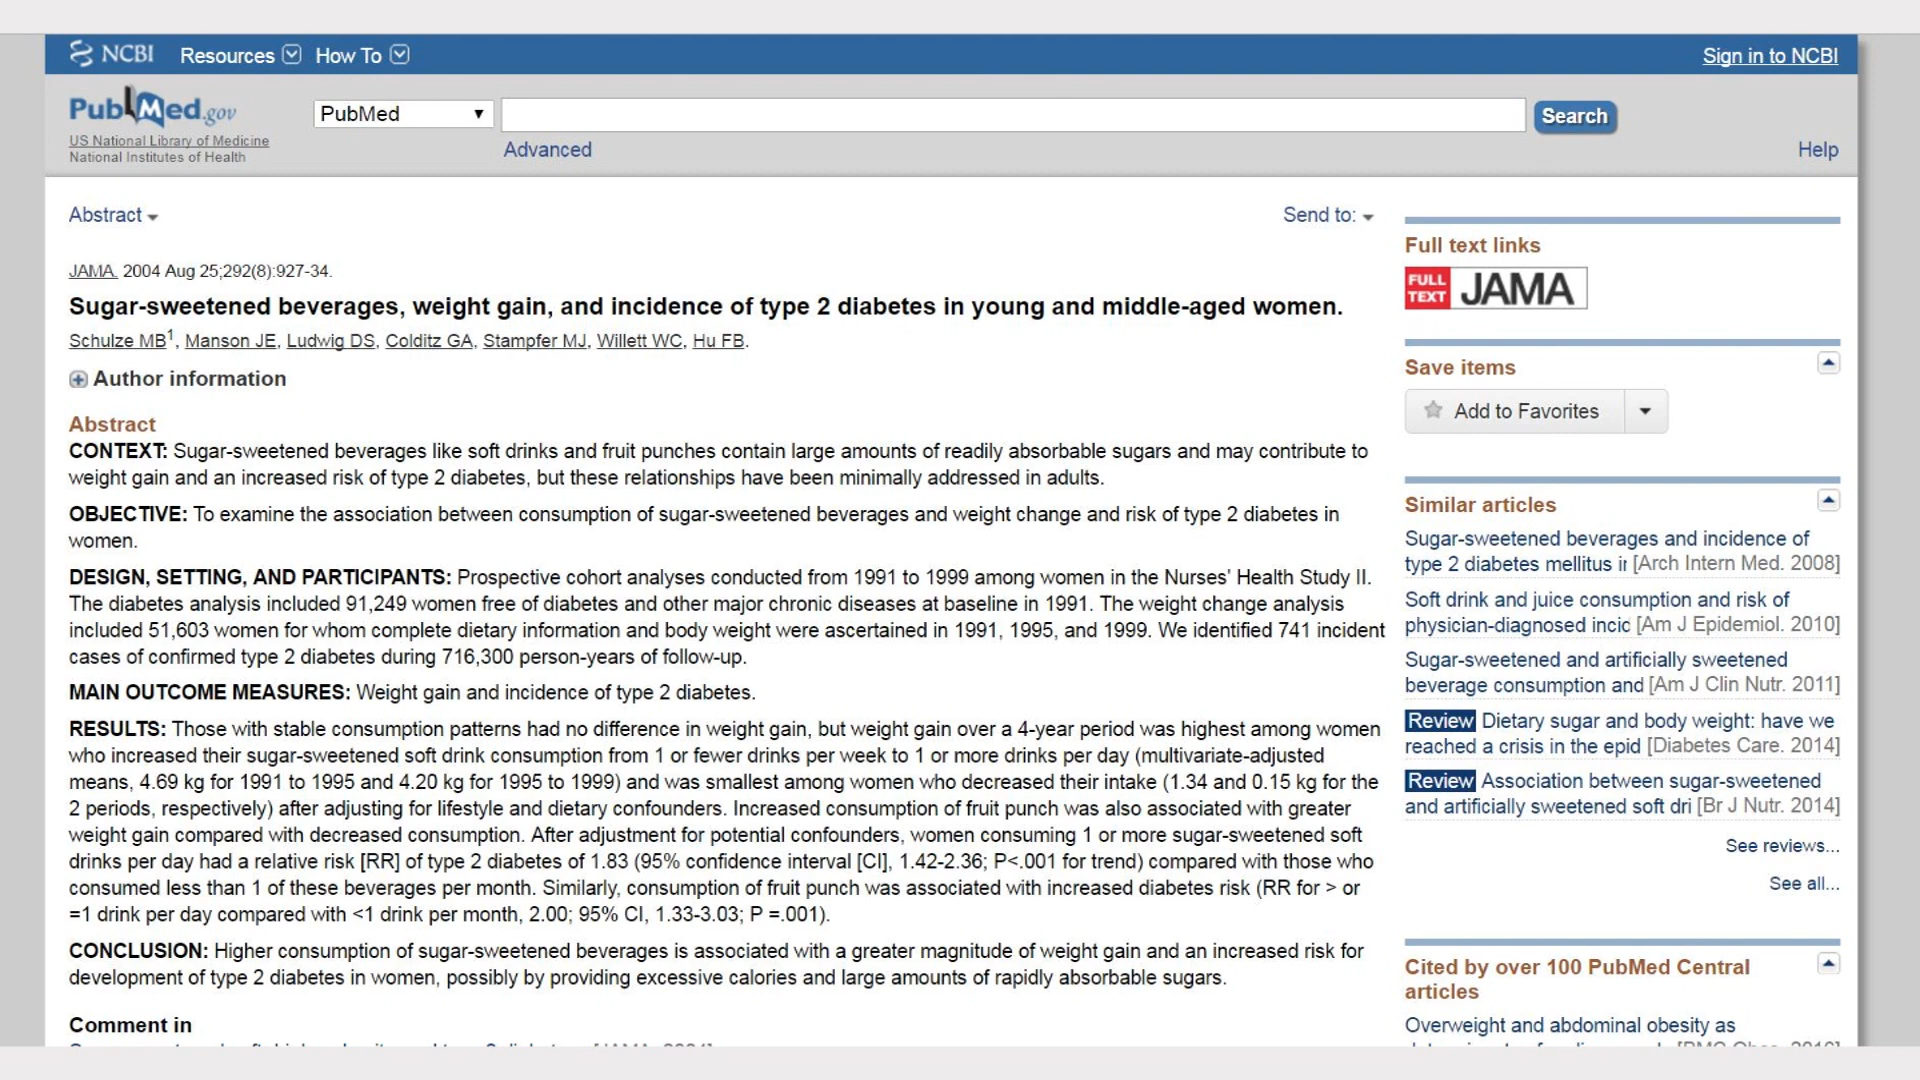 NCBI Resources How To Sign in to NCBI
PubMed.gov
US National Library of Medicine
National Institutes of Health
PubMed
Search
Advanced
Help
Abstract
Send to:
JAMA. 2004 Aug 25;292(8):927-34.
Sugar-sweetened beverages, weight gain, and incidence of type 2 diabetes in young and middle-aged women.
Schulze MB1, Manson JE, Ludwig DS, Colditz GA, Stampfer MJ, Willett WC, Hu FB.
Author information
Abstract
CONTEXT: Sugar-sweetened beverages like soft drinks and fruit punches contain large amounts of readily absorbable sugars and may contribute to
weight gain and an increased risk of type 2 diabetes, but these relationships have been minimally addressed in adults.
OBJECTIVE: To examine the association between consumption of sugar-sweetened beverages and weight change and risk of type 2 diabetes in
women.
DESIGN, SETTING, AND PARTICIPANTS: Prospective cohort analyses conducted from 1991 to 1999 among women in the Nurses' Health Study II.
The diabetes analysis included 91,249 women free of diabetes and other major chronic diseases at baseline in 1991. The weight change analysis
included 51,603 women for whom complete dietary information and body weight were ascertained in 1991, 1995, and 1999. We identified 741 incident
cases of confirmed type 2 diabetes during 716,300 person-years of follow-up.
MAIN OUTCOME MEASURES: Weight gain and incidence of type 2 diabetes.
RESULTS: Those with stable consumption patterns had no difference in weight gain, but weight gain over a 4-year period was highest among women
who increased their sugar-sweetened soft drink consumption from 1 or fewer drinks per week to 1 or more drinks per day (multivariate-adjusted
means, 4.69 kg for 1991 to 1995 and 4.20 kg for 1995 to 1999) and was smallest among women who decreased their intake (1.34 and 0.15 kg for the
2 periods, respectively) after adjusting for lifestyle and dietary confounders. Increased consumption of fruit punch was also associated with greater
weight gain compared with decreased consumption. After adjustment for potential confounders, women consuming 1 or more sugar-sweetened soft
drinks per day had a relative risk [RR] of type 2 diabetes of 1.83 (95% confidence interval [CI], 1.42-2.36; P<.001 for trend) compared with those who
consumed less than 1 of these beverages per month. Similarly, consumption of fruit punch was associated with increased diabetes risk (RR for > or
=1 drink per day compared with <1 drink per month, 2.00; 95% CI, 1.33-3.03; P =.001).
CONCLUSION: Higher consumption of sugar-sweetened beverages is associated with a greater magnitude of weight gain and an increased risk for
development of type 2 diabetes in women, possibly by providing excessive calories and large amounts of rapidly absorbable sugars.
Comment in
Full text links
FULL TEXT JAMA
Save items
Add to Favorites
Similar articles
Sugar-sweetened beverages and incidence of
type 2 diabetes mellitus ir [Arch Intern Med. 2008]
Soft drink and juice consumption and risk of
physician-diagnosed incid [Am J Epidemiol. 2010]
Sugar-sweetened and artificially sweetened
beverage consumption and [Am J Clin Nutr. 2011]
Review Dietary sugar and body weight: have we
reached a crisis in the epid [Diabetes Care. 2014]
Review Association between sugar-sweetened
and artificially sweetened soft dri [Br J Nutr. 2014]
See reviews...
See all...
Cited by over 100 PubMed Central
articles
Overweight and abdominal obesity as